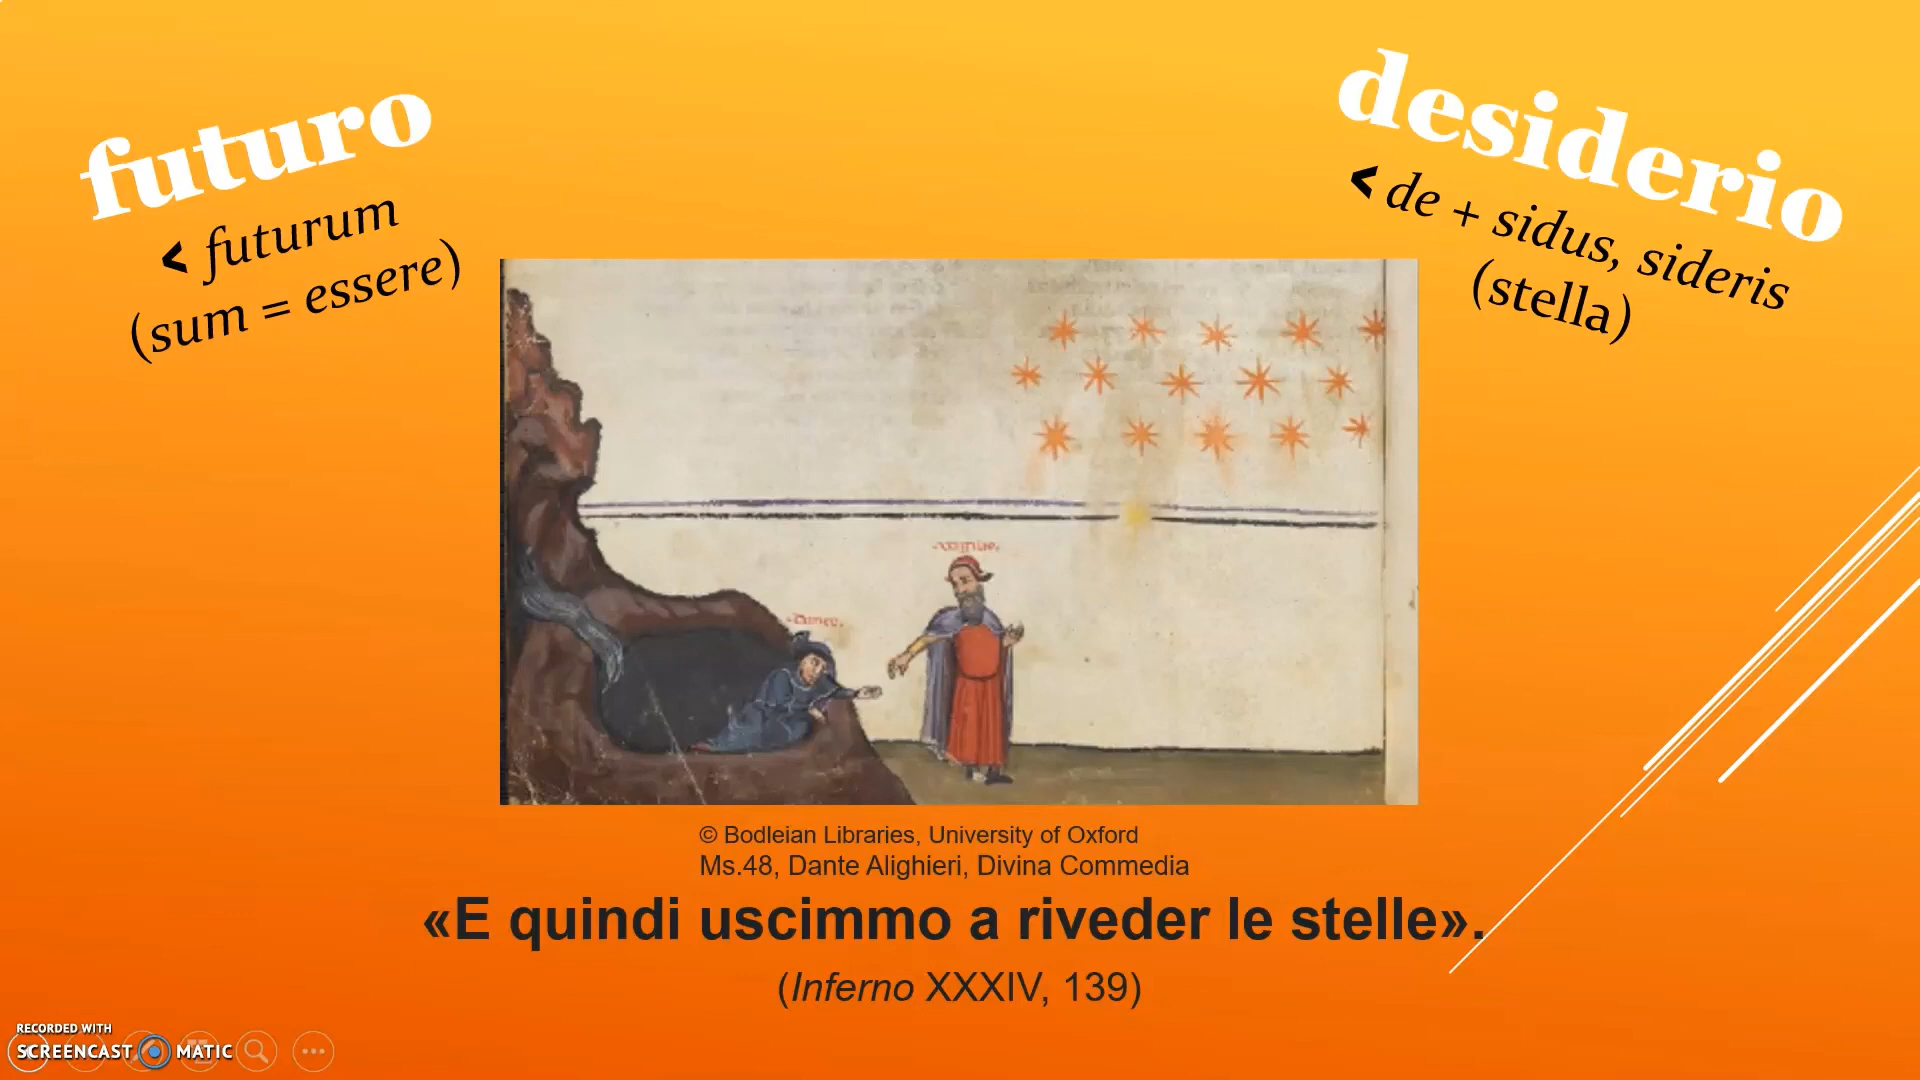 futuro
< futurum
(sum = essere)
desiderio
< de + sidus, sideris
(stella)
© Bodleian Libraries, University of Oxford
Ms.48, Dante Alighieri, Divina Commedia
«E quindi uscimmo a riveder le stelle».
(Inferno XXXIV, 139)
RECORDED WITH
SCREENCAST MATIC